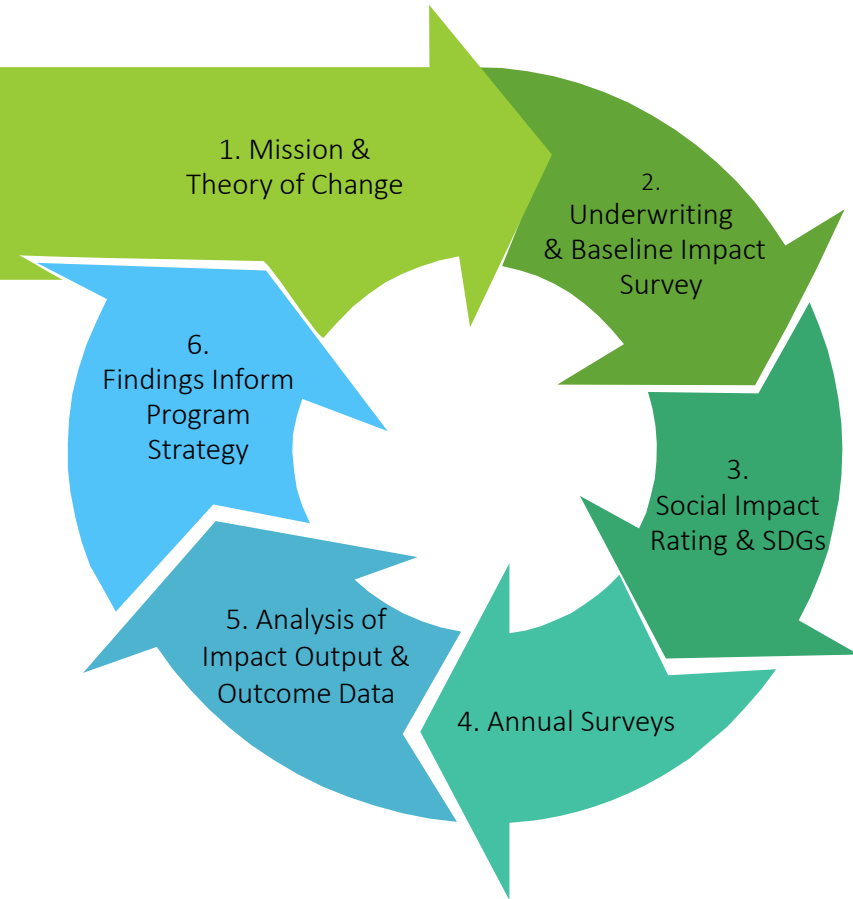 1. Mission &
Theory of Change
2.
Underwriting
& Baseline Impact
Survey
3.
Social Impact
Rating & SDGs
4. Annual Surveys
5. Analysis of
Impact Output &
Outcome Data
6.
Findings Inform
Program
Strategy